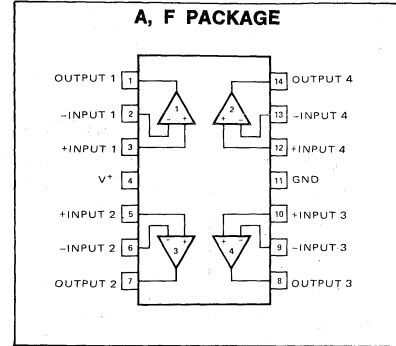 A, F PACKAGE
OUTPUT 1 1 14 OUTPUT 4
1 2
−INPUT 1 2 − + + − 13 −INPUT 4
+INPUT 1 3 12 +INPUT 4
V+ 4 11 GND
+INPUT 2 5 10 +INPUT 3
−INPUT 2 6 − + + − 9 −INPUT 3
3 4
OUTPUT 2 7 8 OUTPUT 3